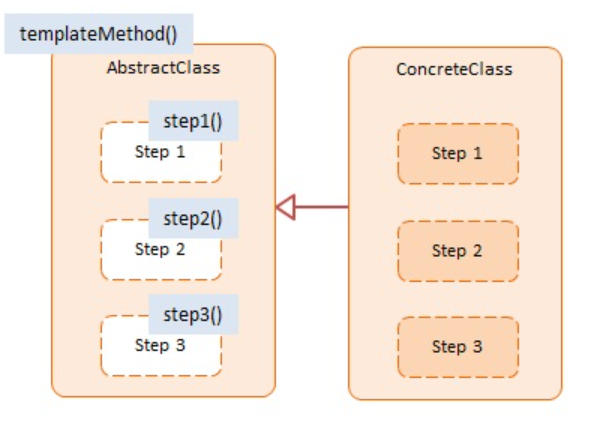 templateMethod()
AbstractClass
step1()
Step 1
step2()
Step 2
step3()
Step 3
ConcreteClass
Step 1
Step 2
Step 3